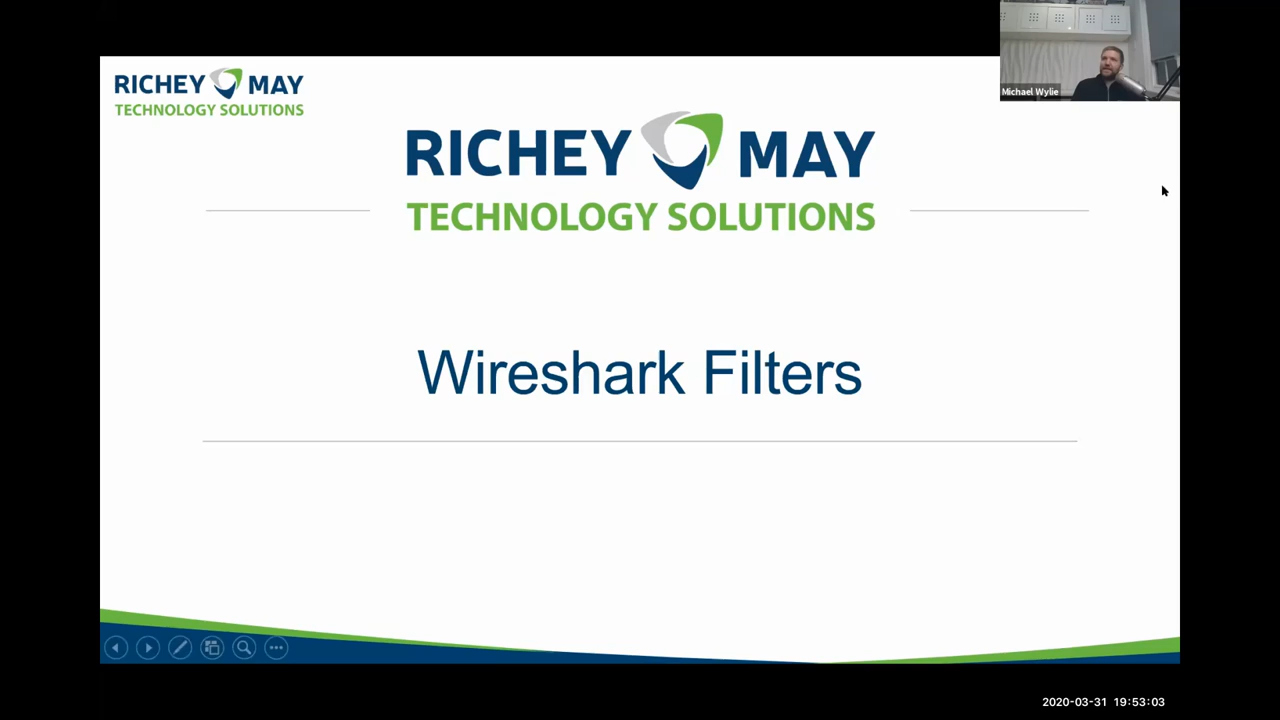 RICHEY MAY
TECHNOLOGY SOLUTIONS
Michael Wylie
RICHEY MAY
TECHNOLOGY SOLUTIONS
Wireshark Filters
2020-03-31 19:53:03